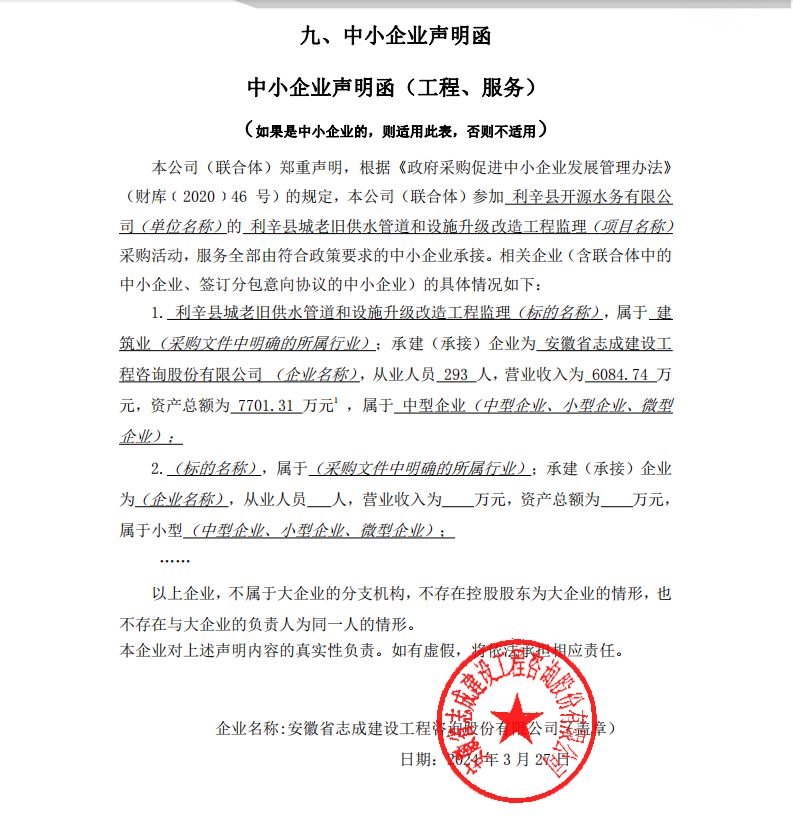 九、中小企业声明函
中小企业声明函（工程、服务）
（如果是中小企业的，则适用此表，否则不适用）
本公司（联合体）郑重声明，根据《政府采购促进中小企业发展管理办法》
（财库﹝2020﹞46 号）的规定，本公司（联合体）参加 利辛县开源水务有限公
司(单位名称)的 利辛县城老旧供水管道和设施升级改造工程监理(项目名称)
采购活动，服务全部由符合政策要求的中小企业承接。相关企业（含联合体中的
中小企业、签订分包意向协议的中小企业）的具体情况如下：
1. 利辛县城老旧供水管道和设施升级改造工程监理(标的名称)，属于 建
筑业(采购文件中明确的所属行业)；承建（承接）企业为 安徽省志成建设工
程咨询股份有限公司 (企业名称)，从业人员 293 人，营业收入为 6084.74 万
元，资产总额为 7701.31 万元¹ ，属于 中型企业(中型企业、小型企业、微型
企业)；
2. (标的名称)，属于(采购文件中明确的所属行业)；承建（承接）企业
为(企业名称)，从业人员___人，营业收入为____万元，资产总额为____万元，
属于小型 (中型企业、小型企业、微型企业)；
……
以上企业，不属于大企业的分支机构，不存在控股股东为大企业的情形，也
不存在与大企业的负责人为同一人的情形。
本企业对上述声明内容的真实性负责。如有虚假，将依法承担相应责任。
安徽省志成建设工程咨询股份有限公司
企业名称:安徽省志成建设工程咨询股份有限公司（盖章）
日期：2024年 3 月 27 日